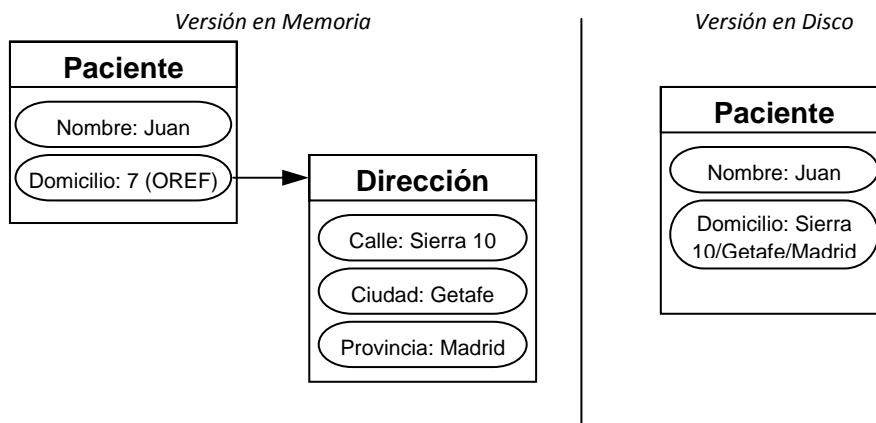 Versión en Memoria
Paciente
Nombre: Juan
Domicilio: 7 (OREF)
Dirección
Calle: Sierra 10
Ciudad: Getafe
Provincia: Madrid
Versión en Disco
Paciente
Nombre: Juan
Domicilio: Sierra
10/Getafe/Madrid